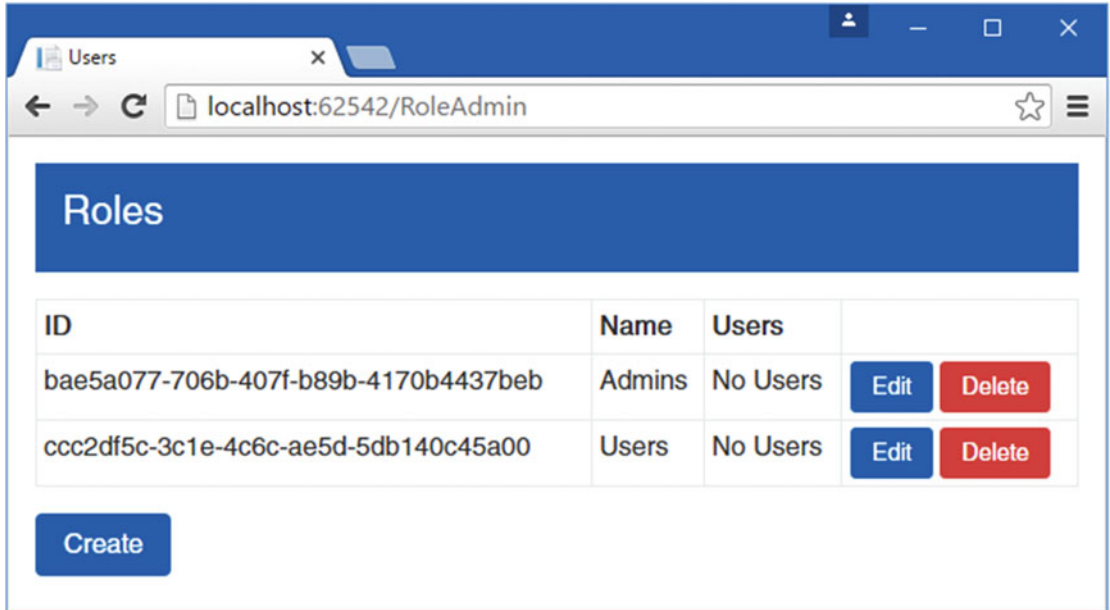 Users
localhost:62542/RoleAdmin
Roles
ID Name Users
bae5a077-706b-407f-b89b-4170b4437beb Admins No Users Edit Delete
ccc2df5c-3c1e-4c6c-ae5d-5db140c45a00 Users No Users Edit Delete
Create